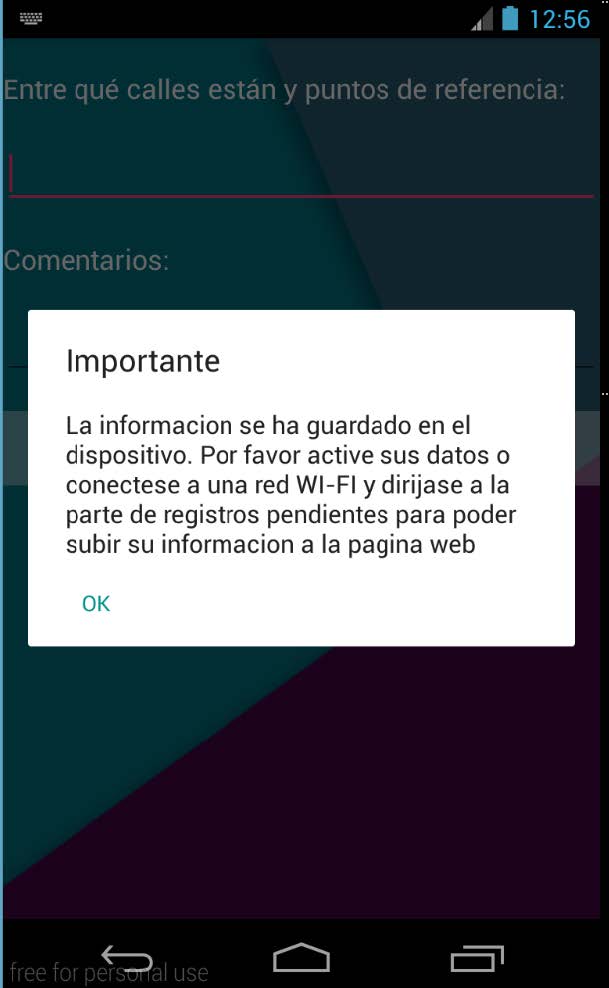 12:56
Entre qué calles están y puntos de referencia:
Comentarios:
Importante
La informacion se ha guardado en el
dispositivo. Por favor active sus datos o
conectese a una red WI-FI y dirijase a la
parte de registros pendientes para poder
subir su informacion a la pagina web
OK
free for personal use